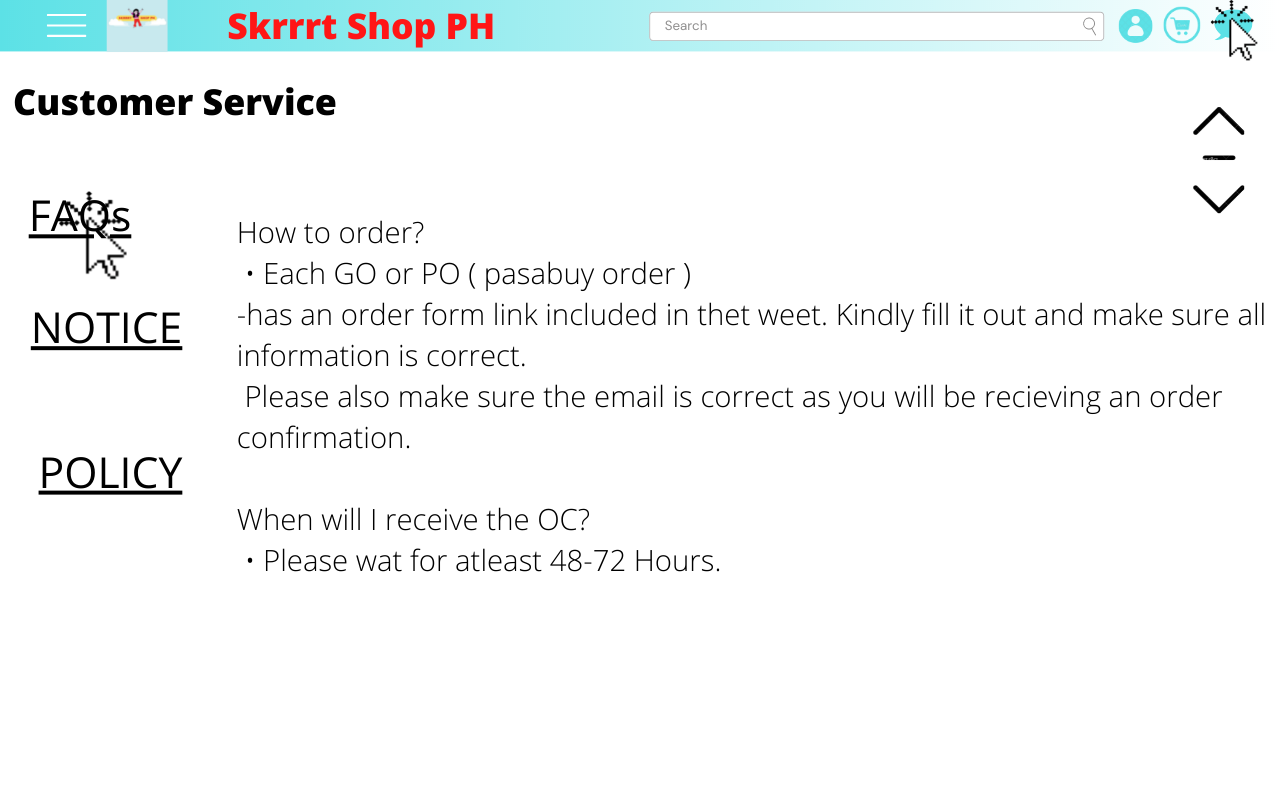 Skrrrt Shop PH
Search
Customer Service
FAQs
How to order?
• Each GO or PO ( pasabuy order )
-has an order form link included in thet weet. Kindly fill it out and make sure all
information is correct.
Please also make sure the email is correct as you will be recieving an order
confirmation.
When will I receive the OC?
• Please wat for atleast 48-72 Hours.
NOTICE
POLICY